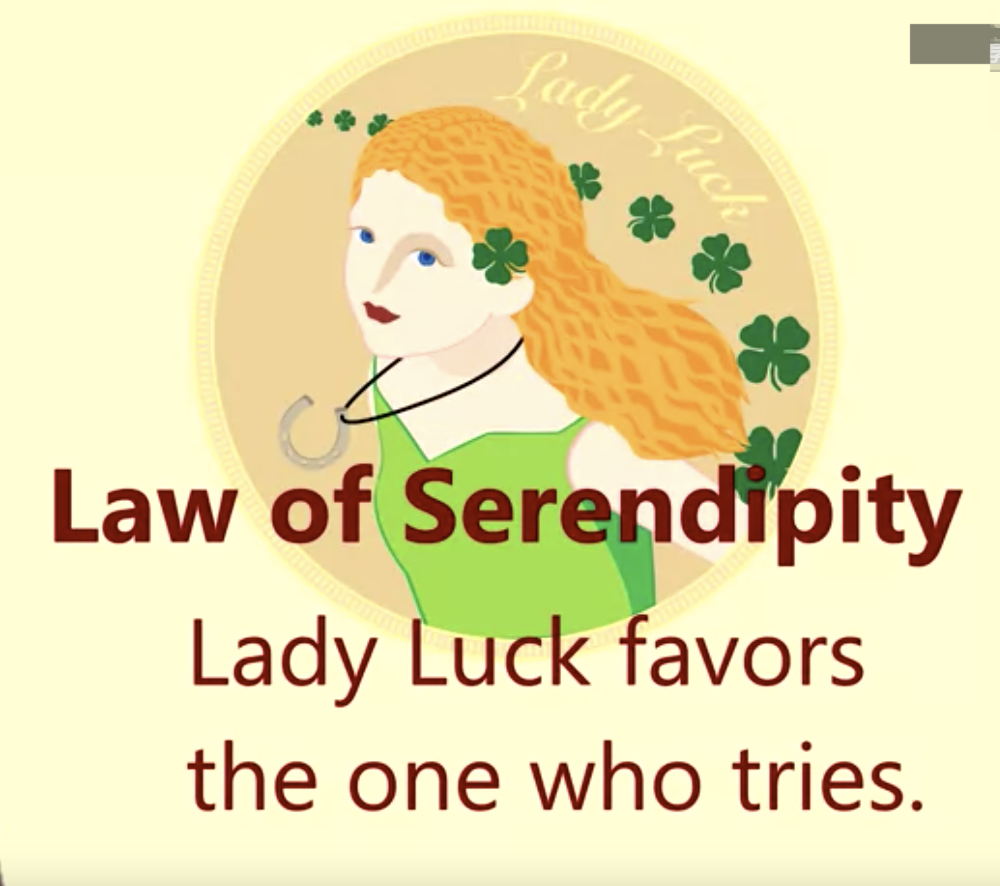 Lady Luck
Law of Serendipity
Lady Luck favors
the one who tries.